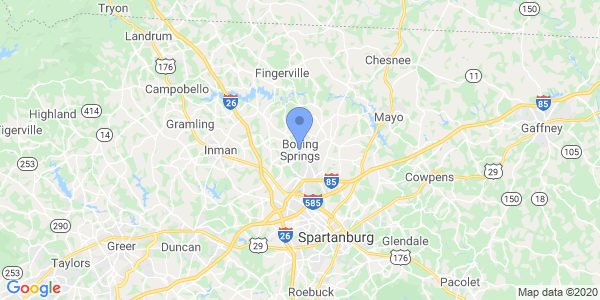 Tryon
150
Landrum
Chesnee
176
Fingerville
11
Campobello
26
85
Highland
414
Mayo
Tigerville
14
Gramling
Gaffney
Boiling
Springs
Inman
105
29
85
Cowpens
253
18
585
290
26
Spartanburg
29
Glendale
Greer
Duncan
150
253
Taylors
176
Pacolet
Google
Roebuck
Map data ©2020